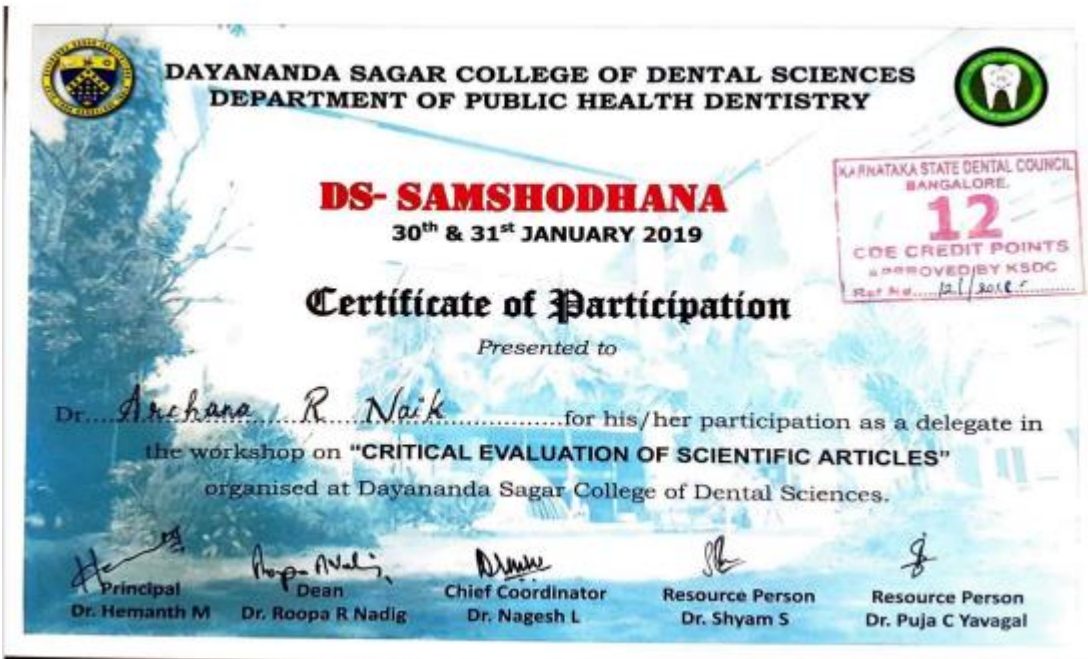 DAYANANDA SAGAR COLLEGE OF DENTAL SCIENCES
DEPARTMENT OF PUBLIC HEALTH DENTISTRY
KARNATAKA STATE DENTAL COUNCIL
BANGALORE.
12
CDE CREDIT POINTS
APPROVED BY KSDC
Ref No.
DS- SAMSHODHANA
30th & 31st JANUARY 2019
Certificate of Participation
Presented to
Dr....Archana R Naik................for his/her participation as a delegate in
the workshop on "CRITICAL EVALUATION OF SCIENTIFIC ARTICLES"
organised at Dayananda Sagar College of Dental Sciences.
Principal Dean Chief Coordinator Resource Person Resource Person
Dr. Hemanth M Dr. Roopa R Nadig Dr. Nagesh L Dr. Shyam S Dr. Puja C Yavagal